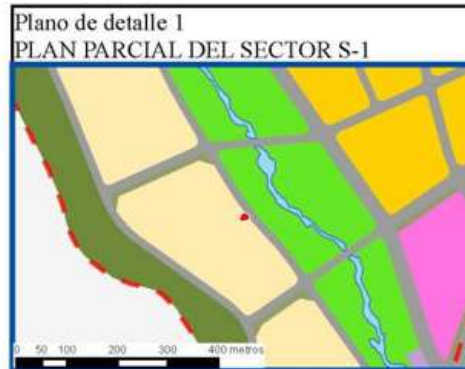 Plano de detalle 1
PLAN PARCIAL DEL SECTOR S-1
0 50 100 200 300 400 metros